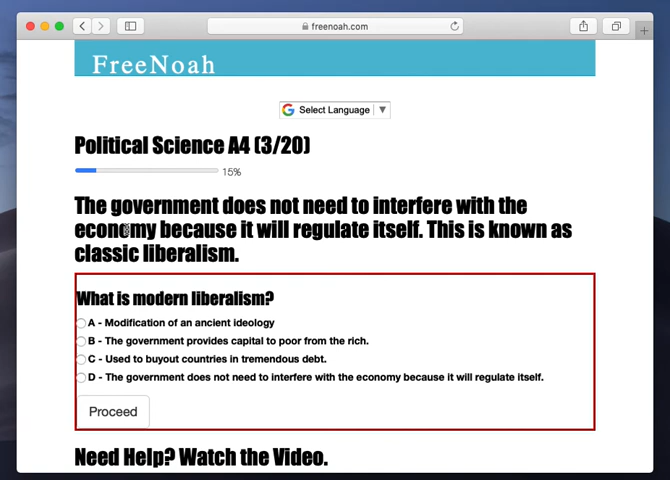 freenoah.com
FreeNoah
Select Language
Political Science A4 (3/20)
15%
The government does not need to interfere with the
economy because it will regulate itself. This is known as
classic liberalism.
What is modern liberalism?
A - Modification of an ancient ideology
B - The government provides capital to poor from the rich.
C - Used to buyout countries in tremendous debt.
D - The government does not need to interfere with the economy because it will regulate itself.
Proceed
Need Help? Watch the Video.